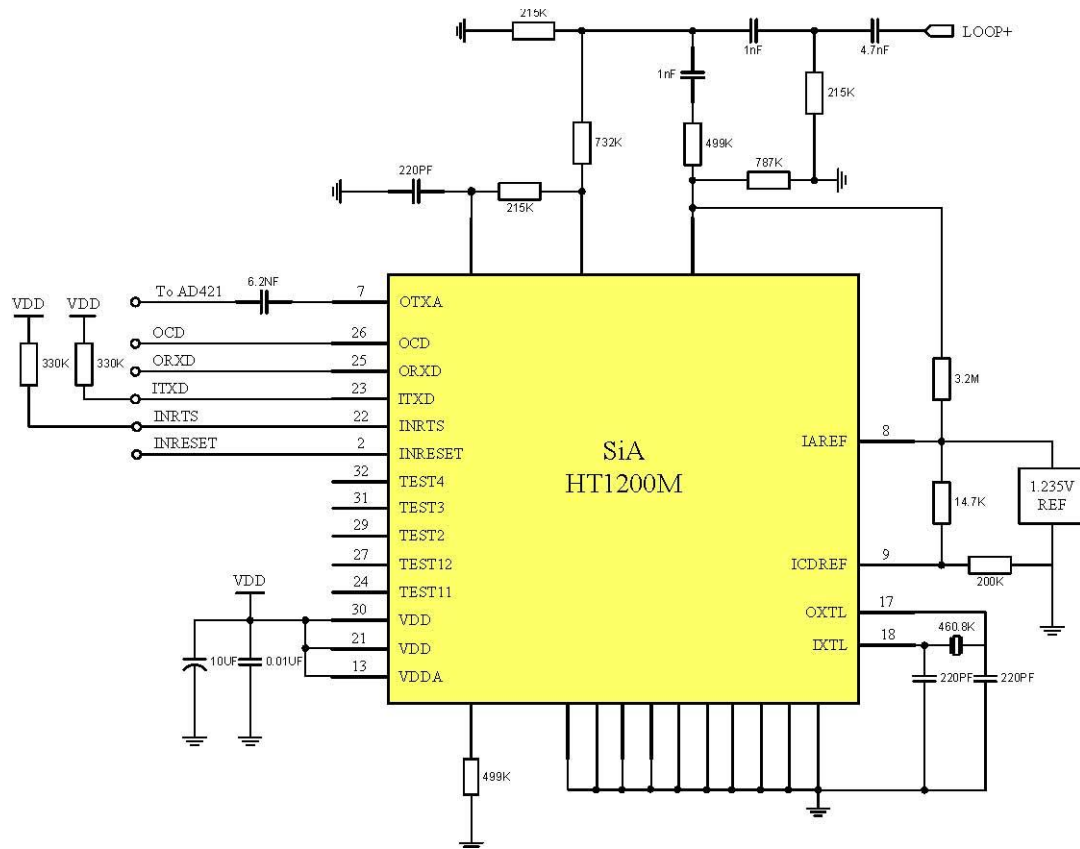 215K
1nF
4.7nF
LOOP+
1nF
215K
732K
499K
787K
220PF
215K
To AD421
6.2NF
7
OTXA
VDD
VDD
330K
330K
OCD
26
OCD
ORXD
25
ORXD
ITXD
23
ITXD
INRTS
22
INRTS
INRESET
2
INRESET
32
TEST4
31
TEST3
29
TEST2
27
TEST12
24
TEST11
VDD
30
VDD
21
VDD
13
VDDA
10UF
0.01UF
SiA
HT1200M
3.2M
8
IAREF
1.235V
REF
14.7K
9
ICDREF
200K
17
OXTL
18
IXTL
460.8K
220PF
220PF
499K